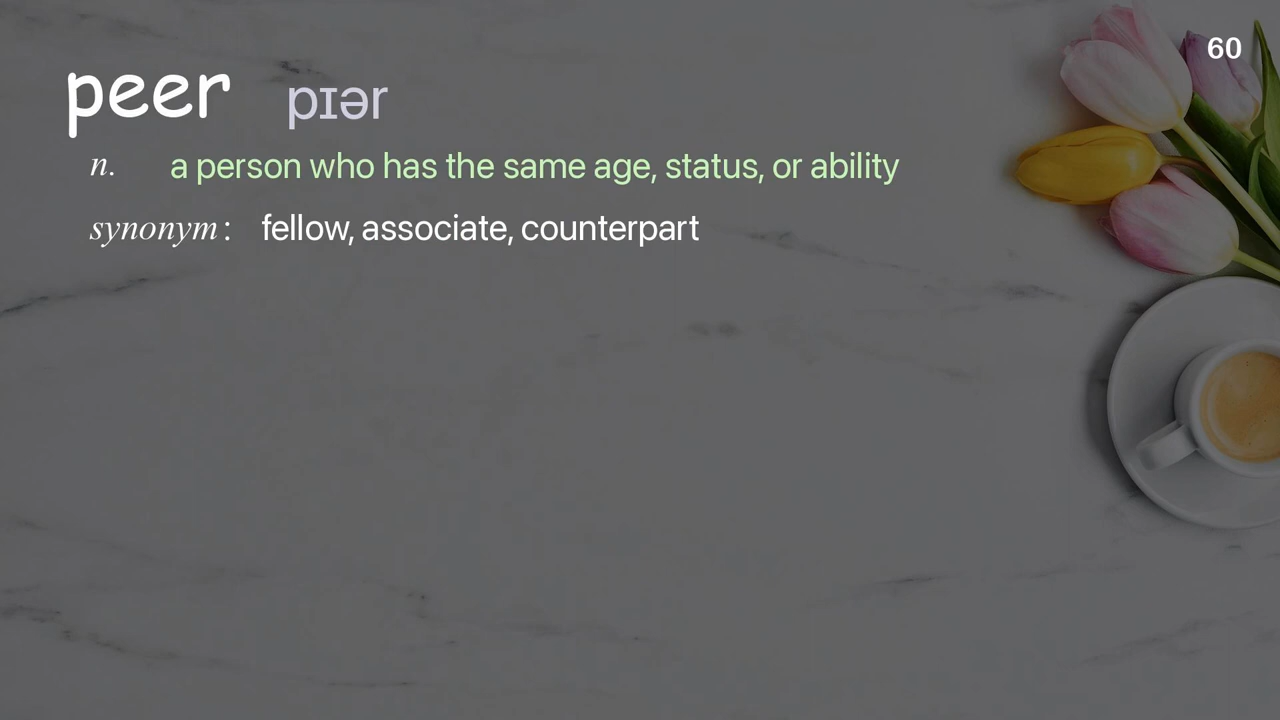 60
peer pɪər
n. a person who has the same age, status, or ability
synonym: fellow, associate, counterpart